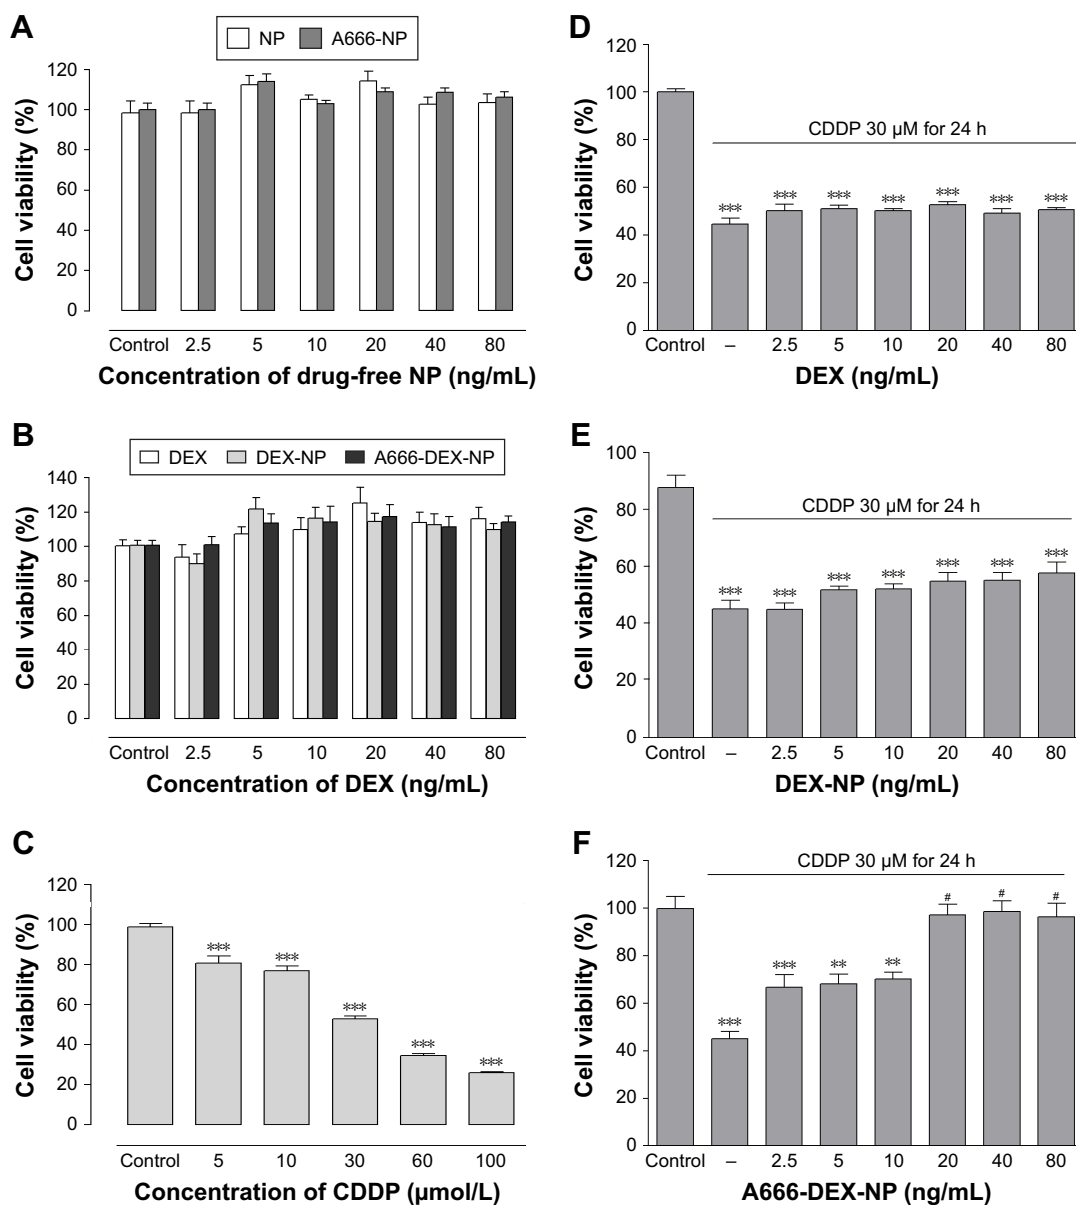 A
NP A666-NP
120
100
80
60
40
20
0
Cell viability (%)
Control 2.5 5 10 20 40 80
Concentration of drug-free NP (ng/mL)
B
DEX DEX-NP A666-DEX-NP
140
120
100
80
60
40
20
0
Cell viability (%)
Control 2.5 5 10 20 40 80
Concentration of DEX (ng/mL)
C
120
100
80
60
40
20
0
Cell viability (%)
*** *** *** *** ***
Control 5 10 30 60 100
Concentration of CDDP (µmol/L)
D
120
100
80
60
40
20
0
Cell viability (%)
CDDP 30 µM for 24 h
*** *** *** *** *** *** ***
Control – 2.5 5 10 20 40 80
DEX (ng/mL)
E
100
80
60
40
20
0
Cell viability (%)
CDDP 30 µM for 24 h
*** *** *** *** *** *** ***
Control – 2.5 5 10 20 40 80
DEX-NP (ng/mL)
F
120
100
80
60
40
20
0
Cell viability (%)
CDDP 30 µM for 24 h
*** *** ** ** # # #
Control – 2.5 5 10 20 40 80
A666-DEX-NP (ng/mL)